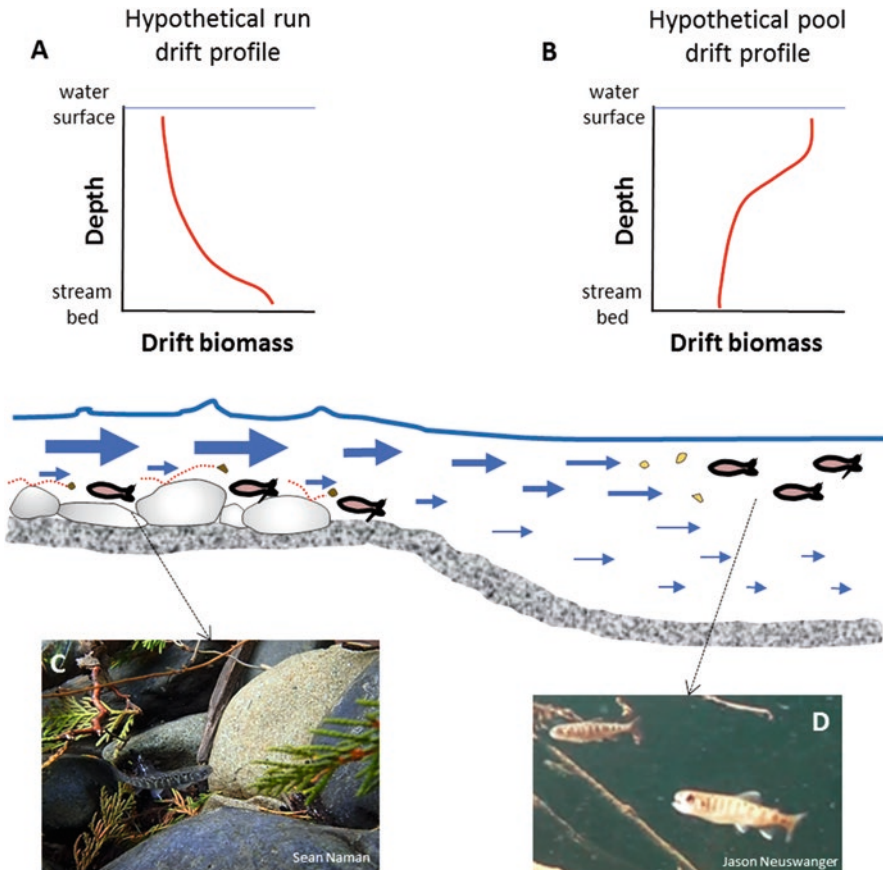 Hypothetical run
drift profile
A
water
surface
Depth
stream
bed
Drift biomass
Hypothetical pool
drift profile
B
water
surface
Depth
stream
bed
Drift biomass
C
Sean Naman
D
Jason Neuswanger